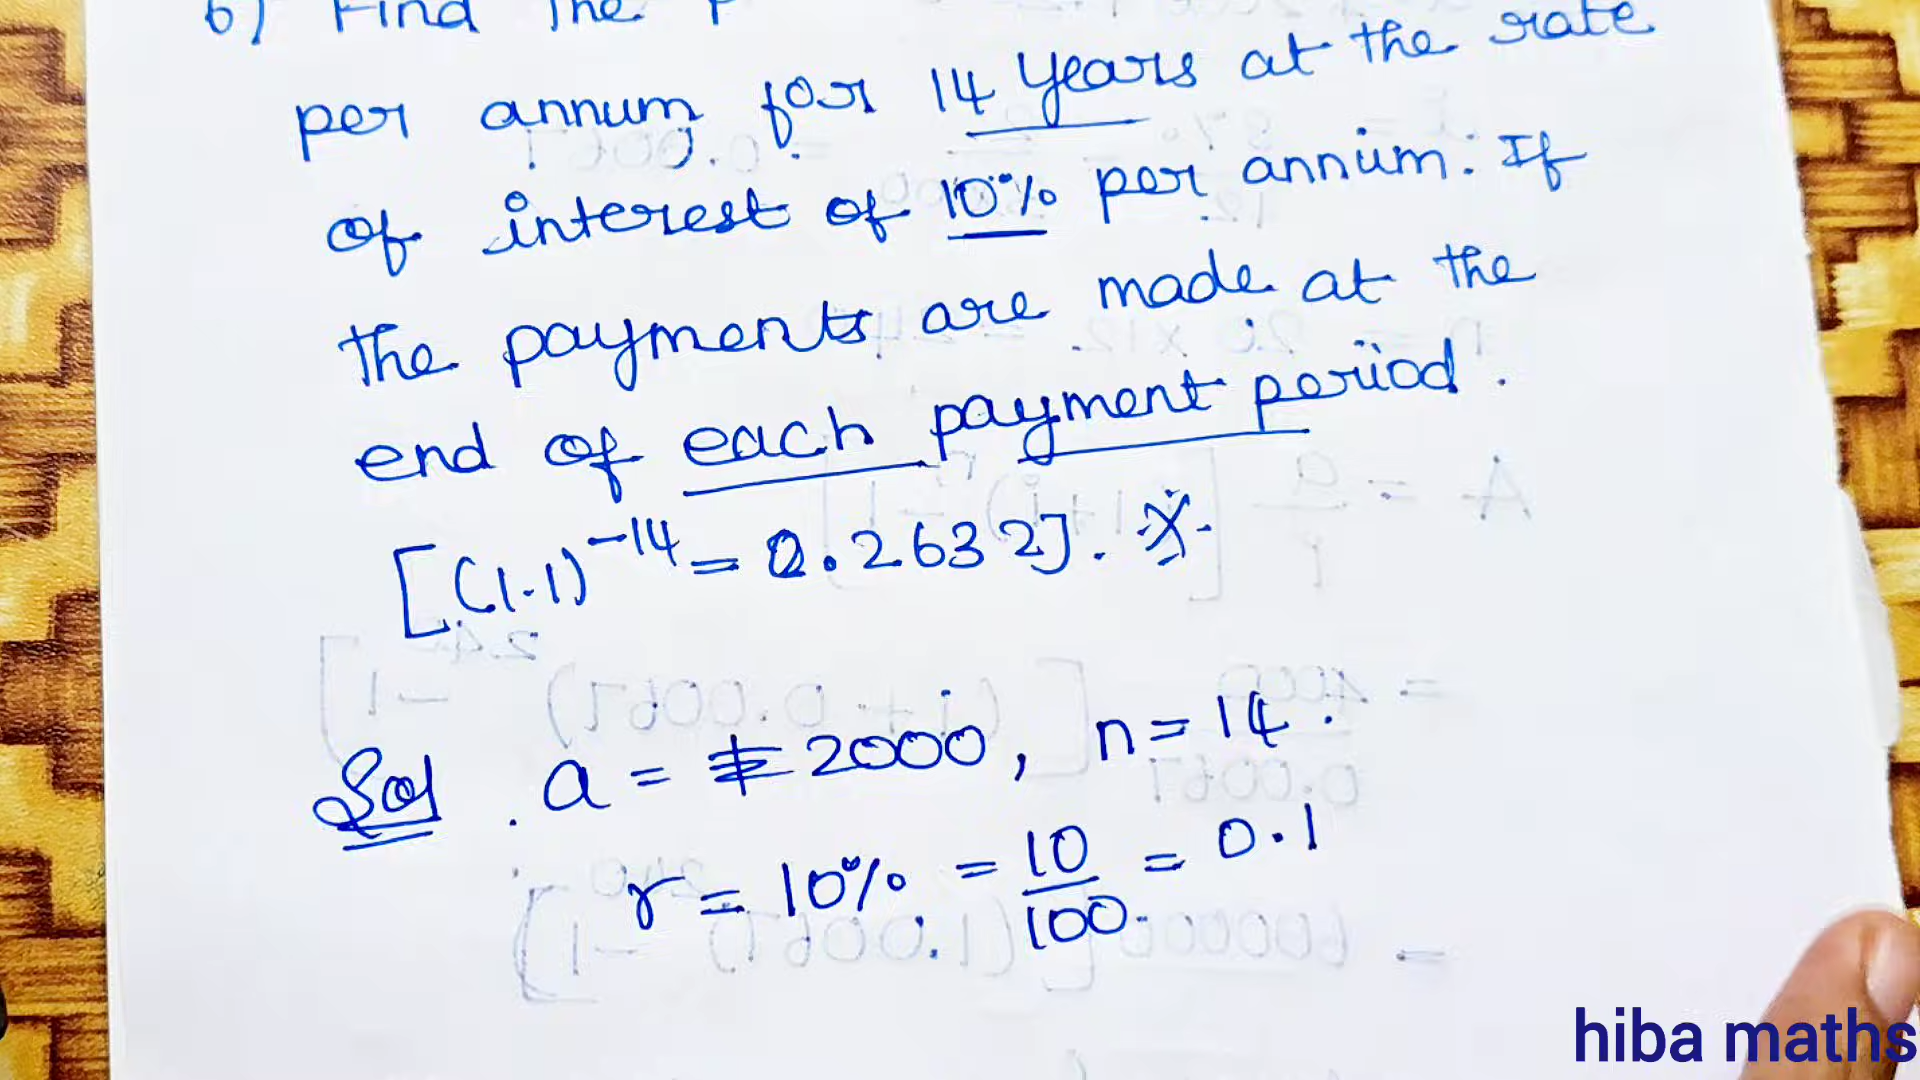 6) Find The P
per annum for 14 years at the rate
of interest of 10% per annum. If
the payments are made at the
end of each payment period.
[(1.1)⁻¹⁴ = 0.2632].
Sol . a = 2000, n = 14.
r = 10% = 10/100 = 0.1
hiba maths